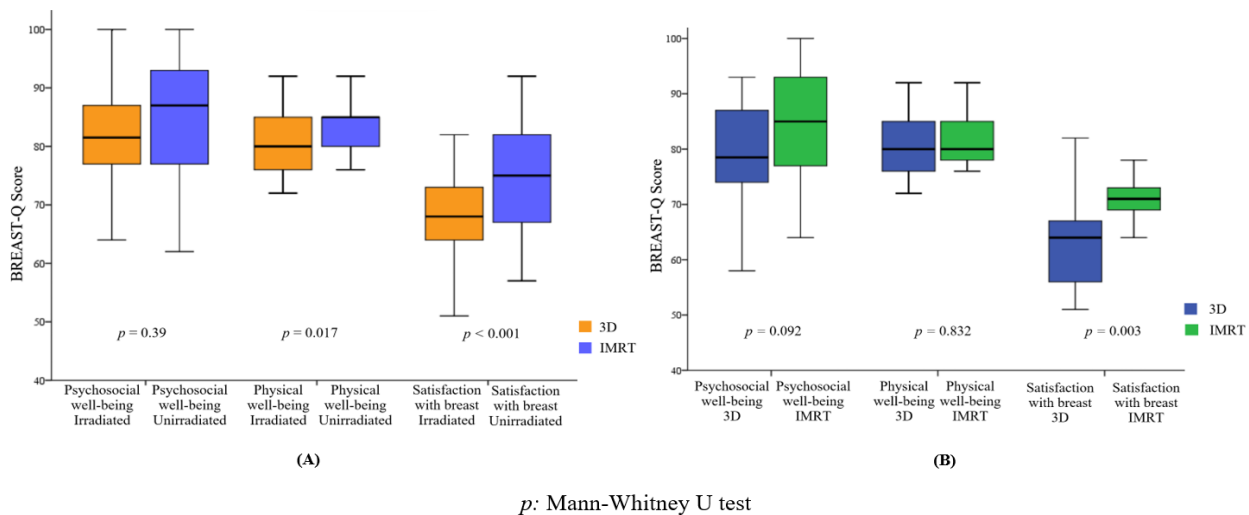 100
90
80
70
60
50
40
BREAST-Q Score
p = 0.39
p = 0.017
p < 0.001
3D
IMRT
Psychosocial
well-being
Irradiated
Psychosocial
well-being
Unirradiated
Physical
well-being
Irradiated
Physical
well-being
Unirradiated
Satisfaction
with breast
Irradiated
Satisfaction
with breast
Unirradiated
(A)
100
90
80
70
60
50
40
BREAST-Q Score
p = 0.092
p = 0.832
p = 0.003
3D
IMRT
Psychosocial
well-being
3D
Psychosocial
well-being
IMRT
Physical
well-being
3D
Physical
well-being
IMRT
Satisfaction
with breast
3D
Satisfaction
with breast
IMRT
(B)
p: Mann-Whitney U test